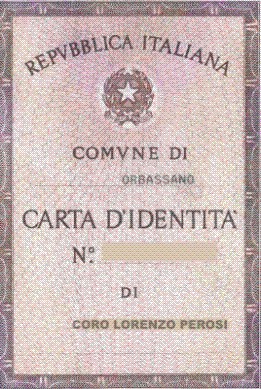 REPVBBLICA ITALIANA
COMVNE DI
ORBASSANO
CARTA D'IDENTITA'
N.º
DI
CORO LORENZO PEROSI